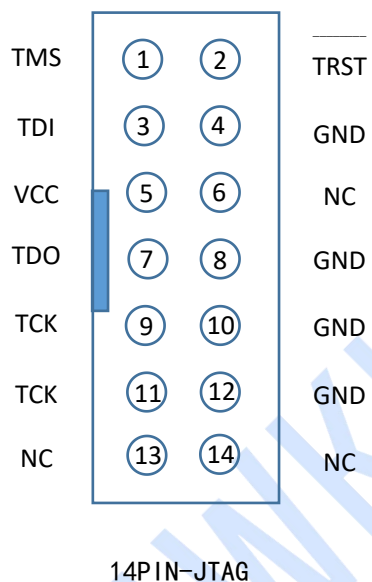 TMS 1 2 TRST
TDI 3 4 GND
VCC 5 6 NC
TDO 7 8 GND
TCK 9 10 GND
TCK 11 12 GND
NC 13 14 NC
14PIN-JTAG